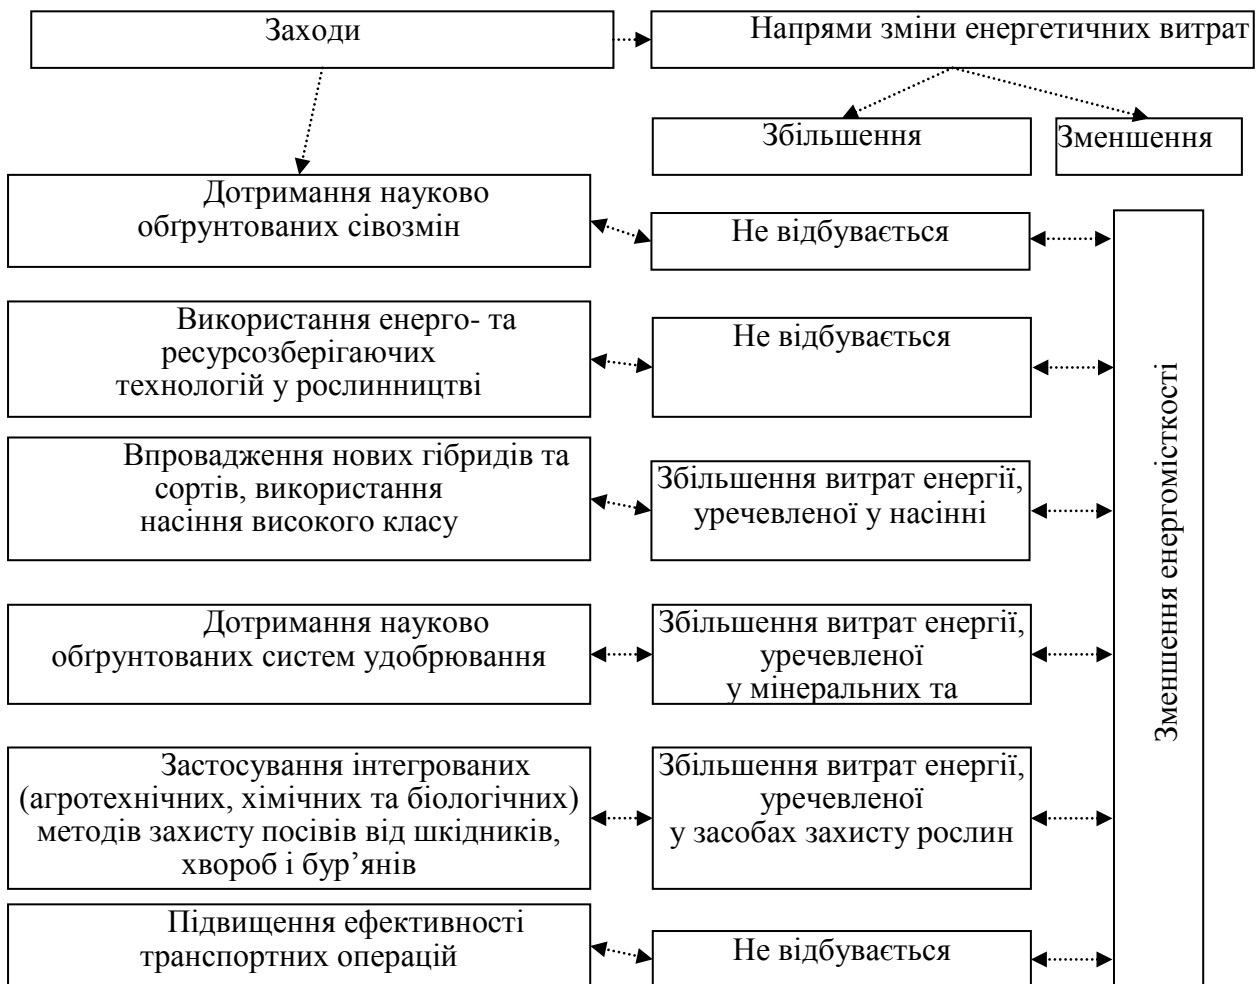 Заходи
Напрями зміни енергетичних витрат
Збільшення
Зменшення
Дотримання науково
обґрунтованих сівозмін
Не відбувається
Використання енерго- та
ресурсозберігаючих
технологій у рослинництві
Не відбувається
Впровадження нових гібридів та
сортів, використання
насіння високого класу
Збільшення витрат енергії,
уречевленої у насінні
Дотримання науково
обґрунтованих систем удобрювання
Збільшення витрат енергії,
уречевленої
у мінеральних та
Застосування інтегрованих
(агротехнічних, хімічних та біологічних)
методів захисту посівів від шкідників,
хвороб і бур’янів
Збільшення витрат енергії,
уречевленої
у засобах захисту рослин
Підвищення ефективності
транспортних операцій
Не відбувається
Зменшення енергомісткості